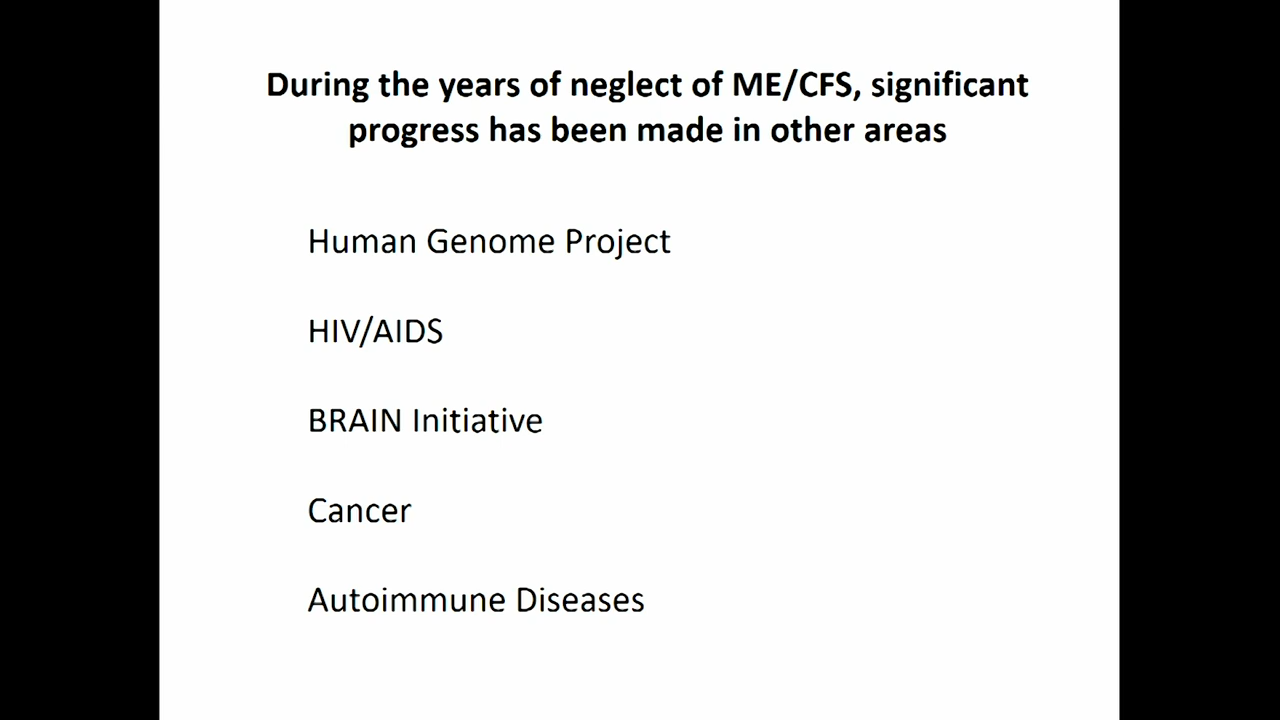 During the years of neglect of ME/CFS, significant
progress has been made in other areas
Human Genome Project
HIV/AIDS
BRAIN Initiative
Cancer
Autoimmune Diseases